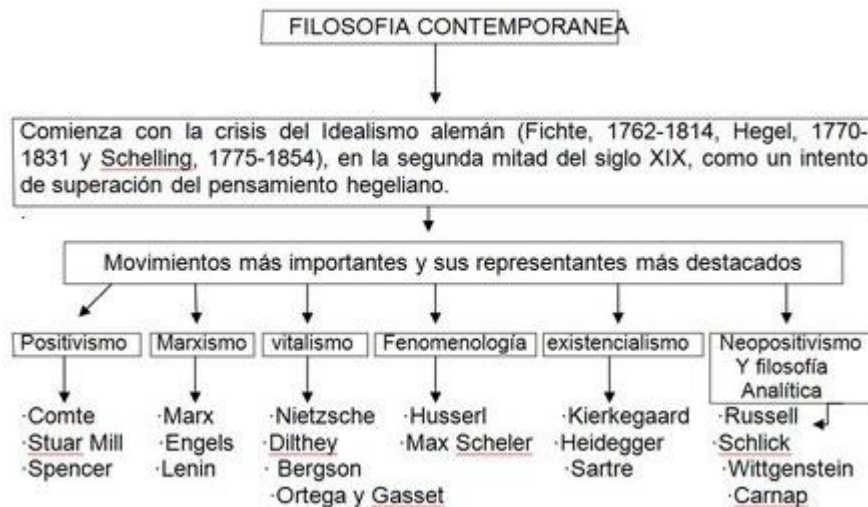 FILOSOFIA CONTEMPORANEA
Comienza con la crisis del Idealismo alemán (Fichte, 1762-1814, Hegel, 1770-
1831 y Schelling, 1775-1854), en la segunda mitad del siglo XIX, como un intento
de superación del pensamiento hegeliano.
.
Movimientos más importantes y sus representantes más destacados
Positivismo
·Comte
·Stuar Mill
·Spencer
Marxismo
·Marx
·Engels
·Lenin
vitalismo
·Nietzsche
·Dilthey
·Bergson
·Ortega y Gasset
Fenomenología
·Husserl
·Max Scheler
existencialismo
·Kierkegaard
·Heidegger
·Sartre
Neopositivismo
Y filosofía
Analítica
·Russell
·Schlick
·Wittgenstein
·Carnap